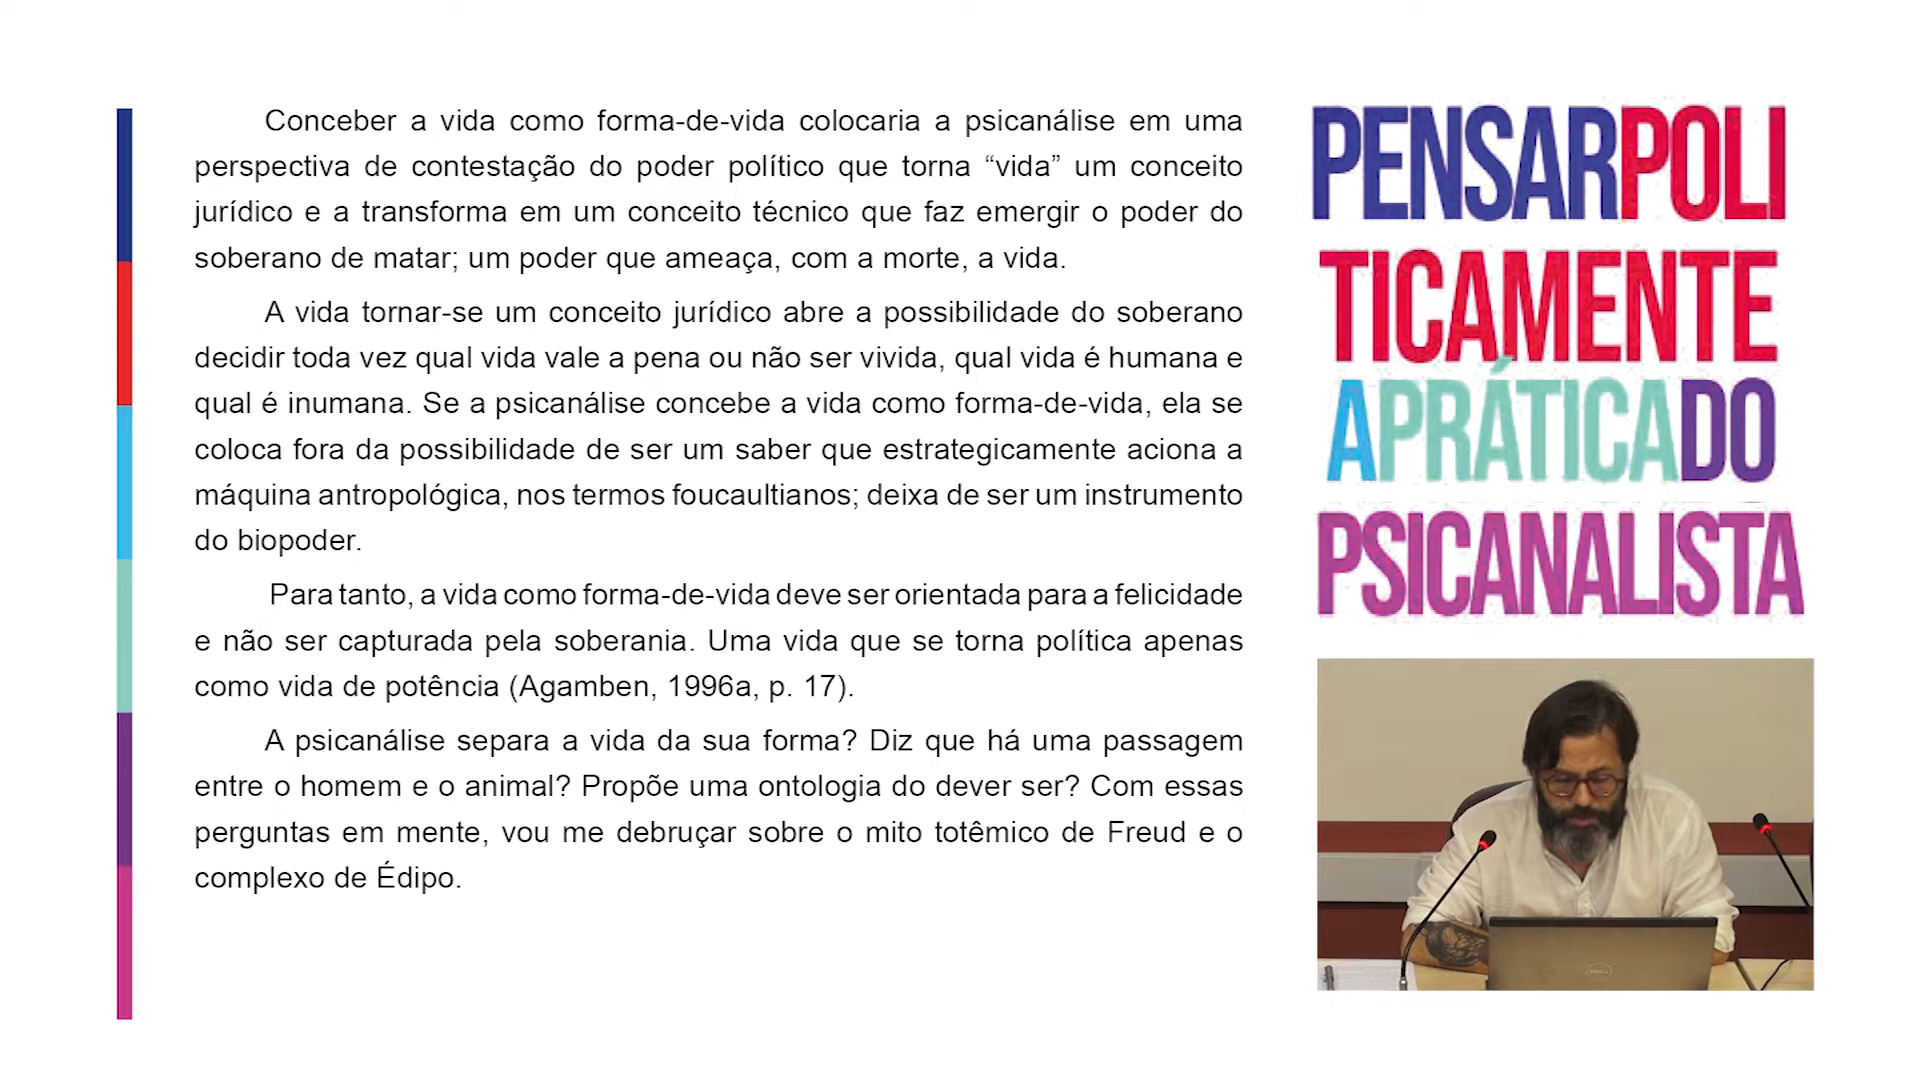 Conceber a vida como forma-de-vida colocaria a psicanálise em uma
perspectiva de contestação do poder político que torna “vida” um conceito
jurídico e a transforma em um conceito técnico que faz emergir o poder do
soberano de matar; um poder que ameaça, com a morte, a vida.
A vida tornar-se um conceito jurídico abre a possibilidade do soberano
decidir toda vez qual vida vale a pena ou não ser vivida, qual vida é humana e
qual é inumana. Se a psicanálise concebe a vida como forma-de-vida, ela se
coloca fora da possibilidade de ser um saber que estrategicamente aciona a
máquina antropológica, nos termos foucaultianos; deixa de ser um instrumento
do biopoder.
Para tanto, a vida como forma-de-vida deve ser orientada para a felicidade
e não ser capturada pela soberania. Uma vida que se torna política apenas
como vida de potência (Agamben, 1996a, p. 17).
A psicanálise separa a vida da sua forma? Diz que há uma passagem
entre o homem e o animal? Propõe uma ontologia do dever ser? Com essas
perguntas em mente, vou me debruçar sobre o mito totêmico de Freud e o
complexo de Édipo.
PENSARPOLI
TICAMENTE
APRÁTICADO
PSICANALISTA
DELL